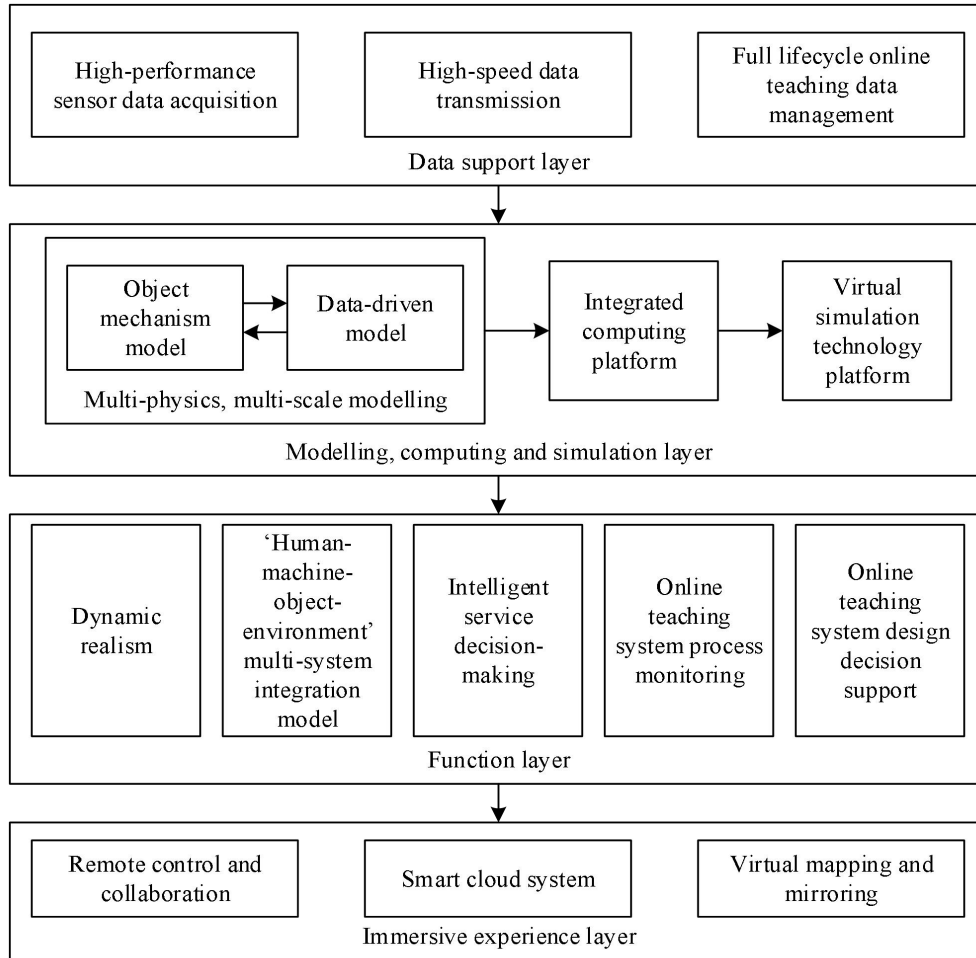 High-performance
sensor data acquisition
High-speed data
transmission
Full lifecycle online
teaching data
management
Data support layer
Object
mechanism
model
Data-driven
model
Multi-physics, multi-scale modelling
Integrated
computing
platform
Virtual
simulation
technology
platform
Modelling, computing and simulation layer
Dynamic
realism
‘Human-
machine-
object-
environment’
multi-system
integration
model
Intelligent
service
decision-
making
Online
teaching
system process
monitoring
Online
teaching
system design
decision
support
Function layer
Remote control and
collaboration
Smart cloud system
Virtual mapping and
mirroring
Immersive experience layer